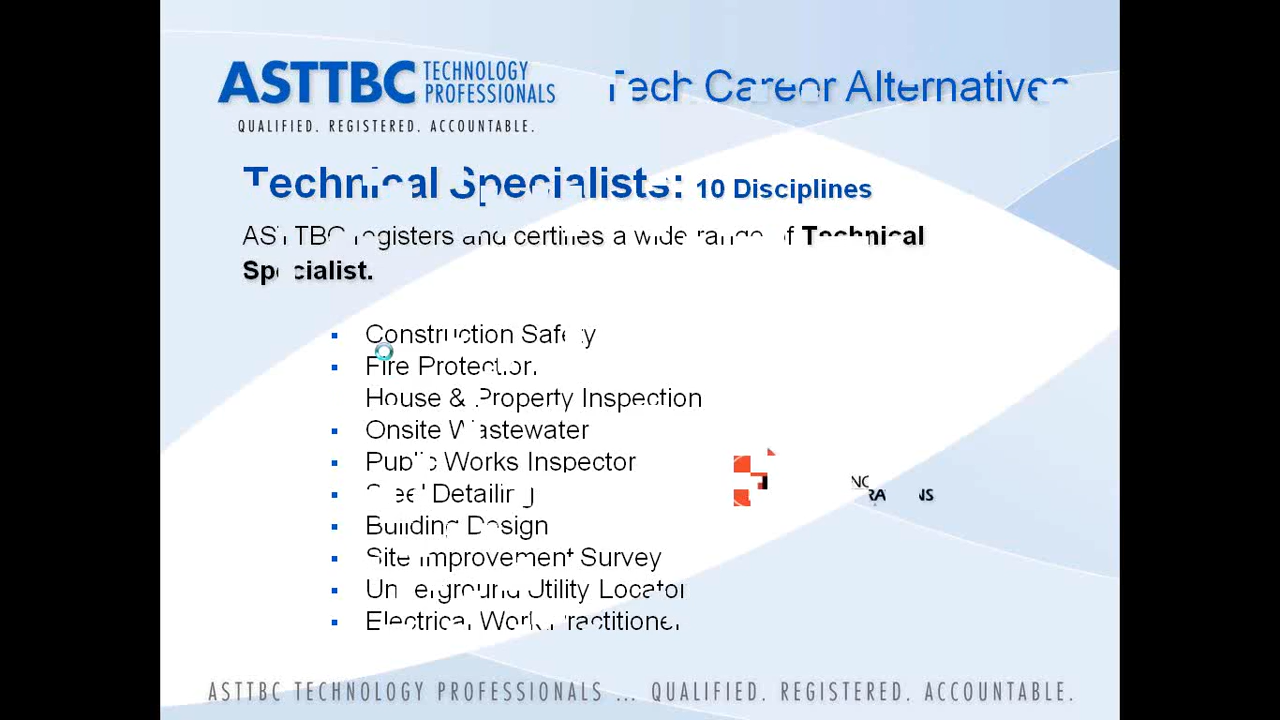 ASTTBC TECHNOLOGY PROFESSIONALS
QUALIFIED. REGISTERED. ACCOUNTABLE.
Tech Career Alternatives
Technical Specialists: 10 Disciplines
ASTTBC registers and certifies a wide range of Technical
Specialist.
▪ Construction Safety
▪ Fire Protection
House & Property Inspection
▪ Onsite Wastewater
▪ Public Works Inspector
▪ Steel Detailing
▪ Building Design
▪ Site Improvement Survey
▪ Underground Utility Locator
▪ Electrical Work Practitioner
ASTTBC TECHNOLOGY PROFESSIONALS ... QUALIFIED. REGISTERED. ACCOUNTABLE.